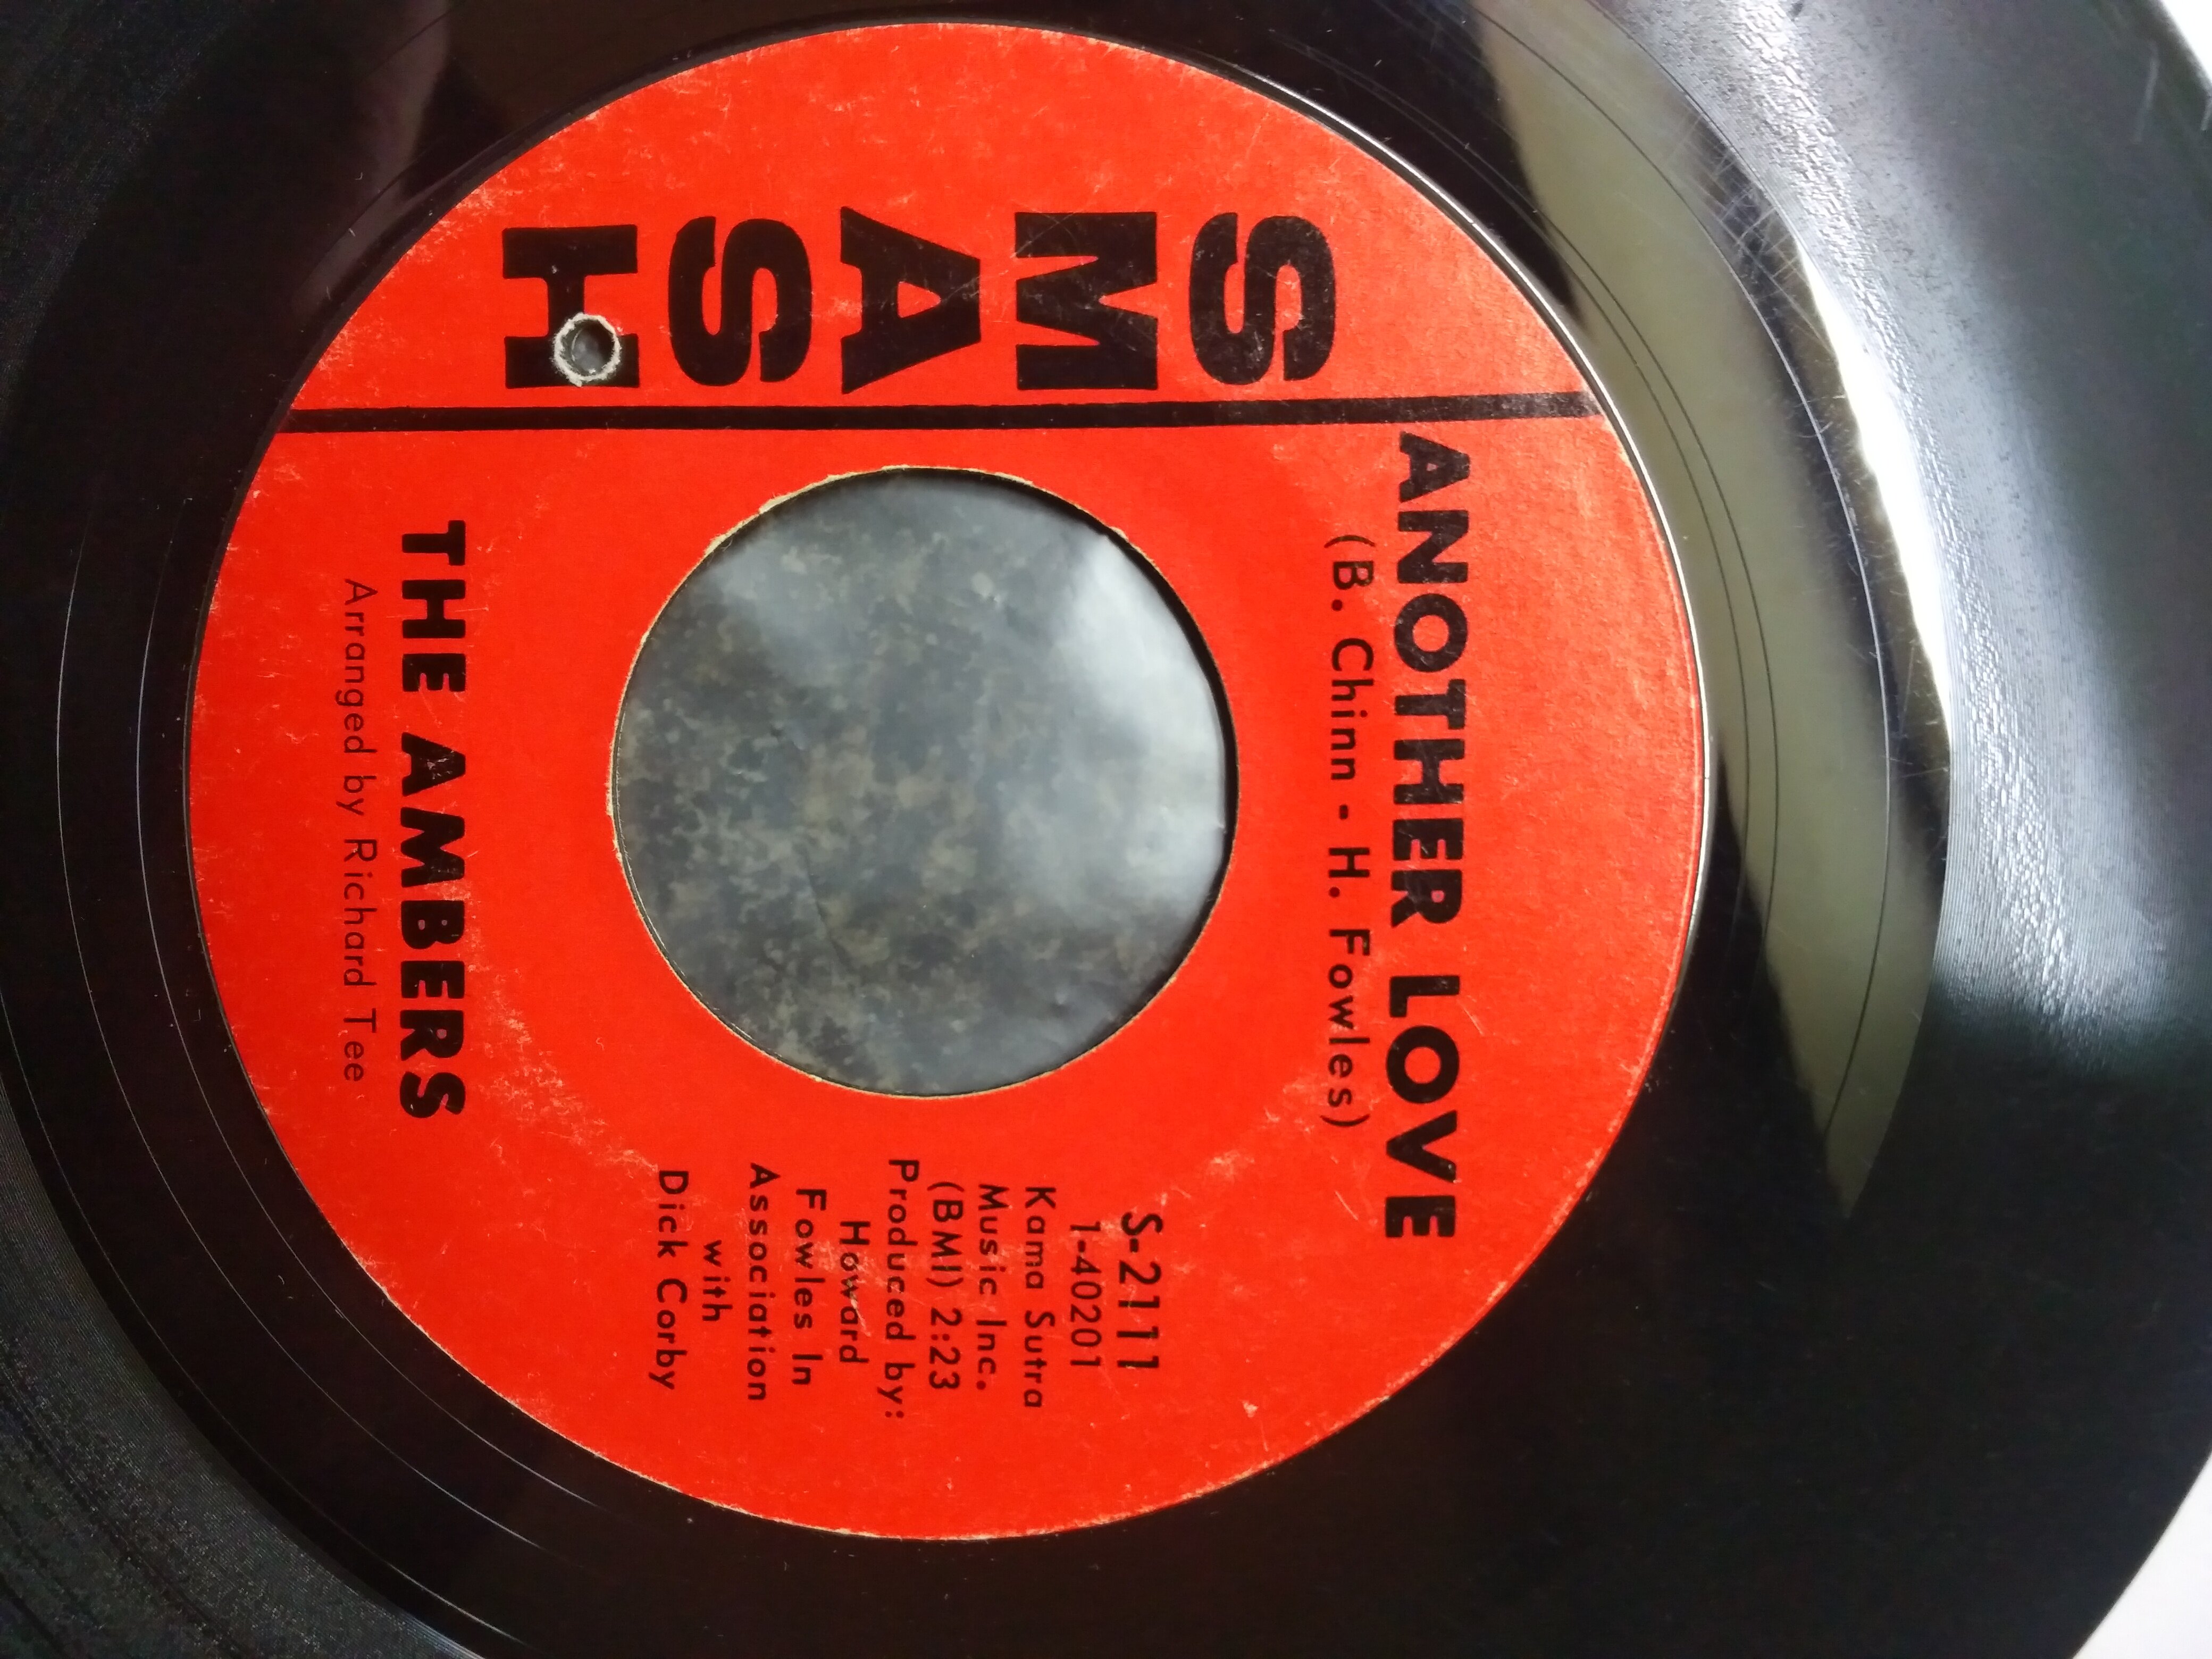 SMASH
ANOTHER LOVE
(B. Chinn - H. Fowles)
S-2111
1-40201
Kama Sutra
Music Inc.
(BMI) 2:23
Produced by:
Howard
Fowles In
Association
with
Dick Corby
THE AMBERS
Arranged by Richard Tee